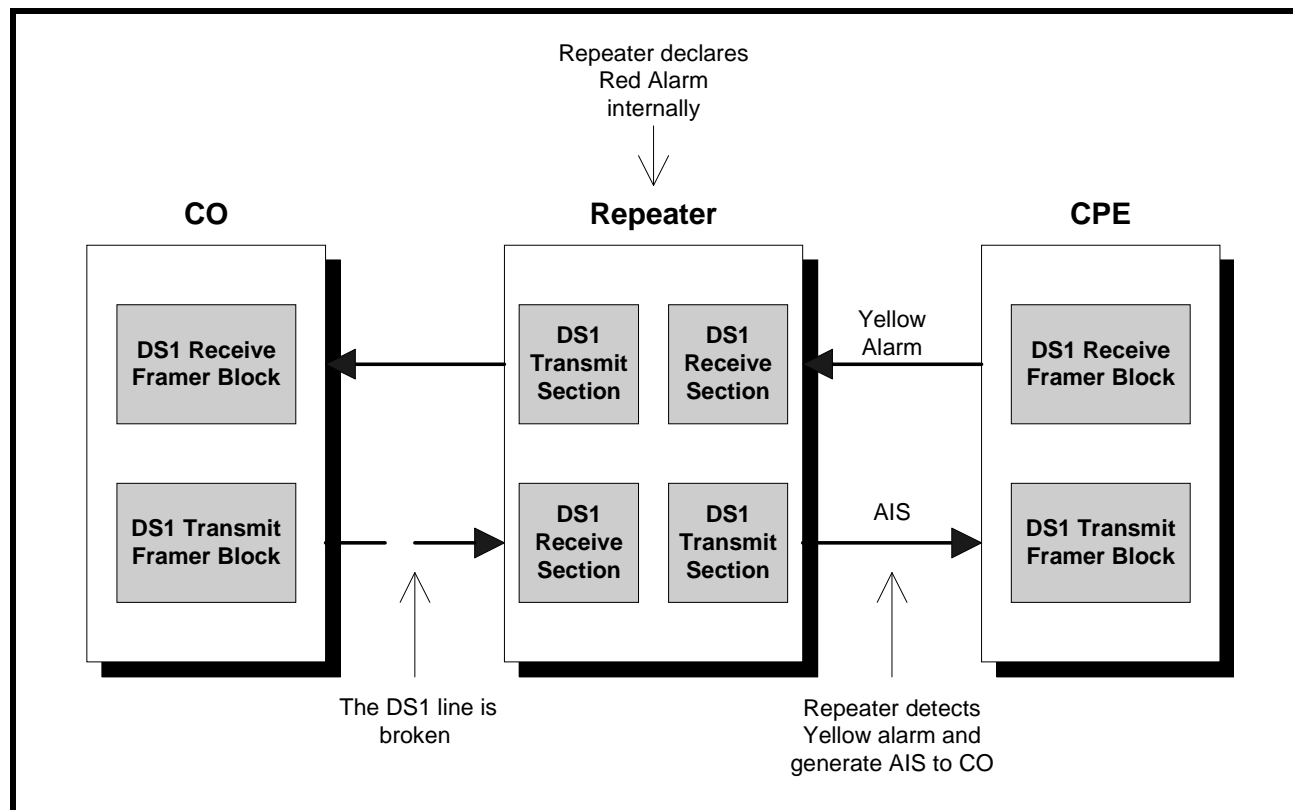 Repeater declares
Red Alarm
internally
CO
Repeater
CPE
DS1 Receive
Framer Block
DS1
Transmit
Section
DS1
Receive
Section
Yellow
Alarm
DS1 Receive
Framer Block
DS1 Transmit
Framer Block
DS1
Receive
Section
DS1
Transmit
Section
AIS
DS1 Transmit
Framer Block
The DS1 line is
broken
Repeater detects
Yellow alarm and
generate AIS to CO